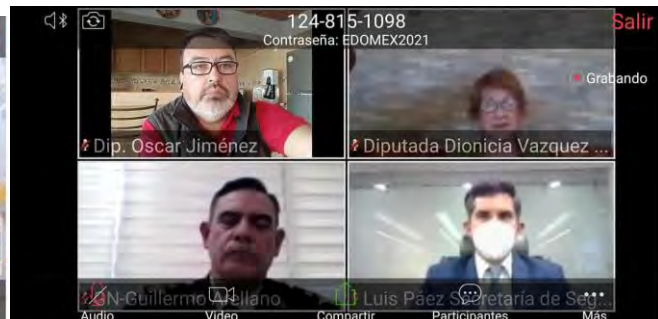 124-815-1098
Salir
Contraseña: EDOMEX2021
Grabando
Dip. Oscar Jiménez
Diputada Dionicia Vazquez ...
GN-Guillermo Arellano
Luis Páez Secretaría de Seg...
Audio
Video
Compartir
Participantes
Más